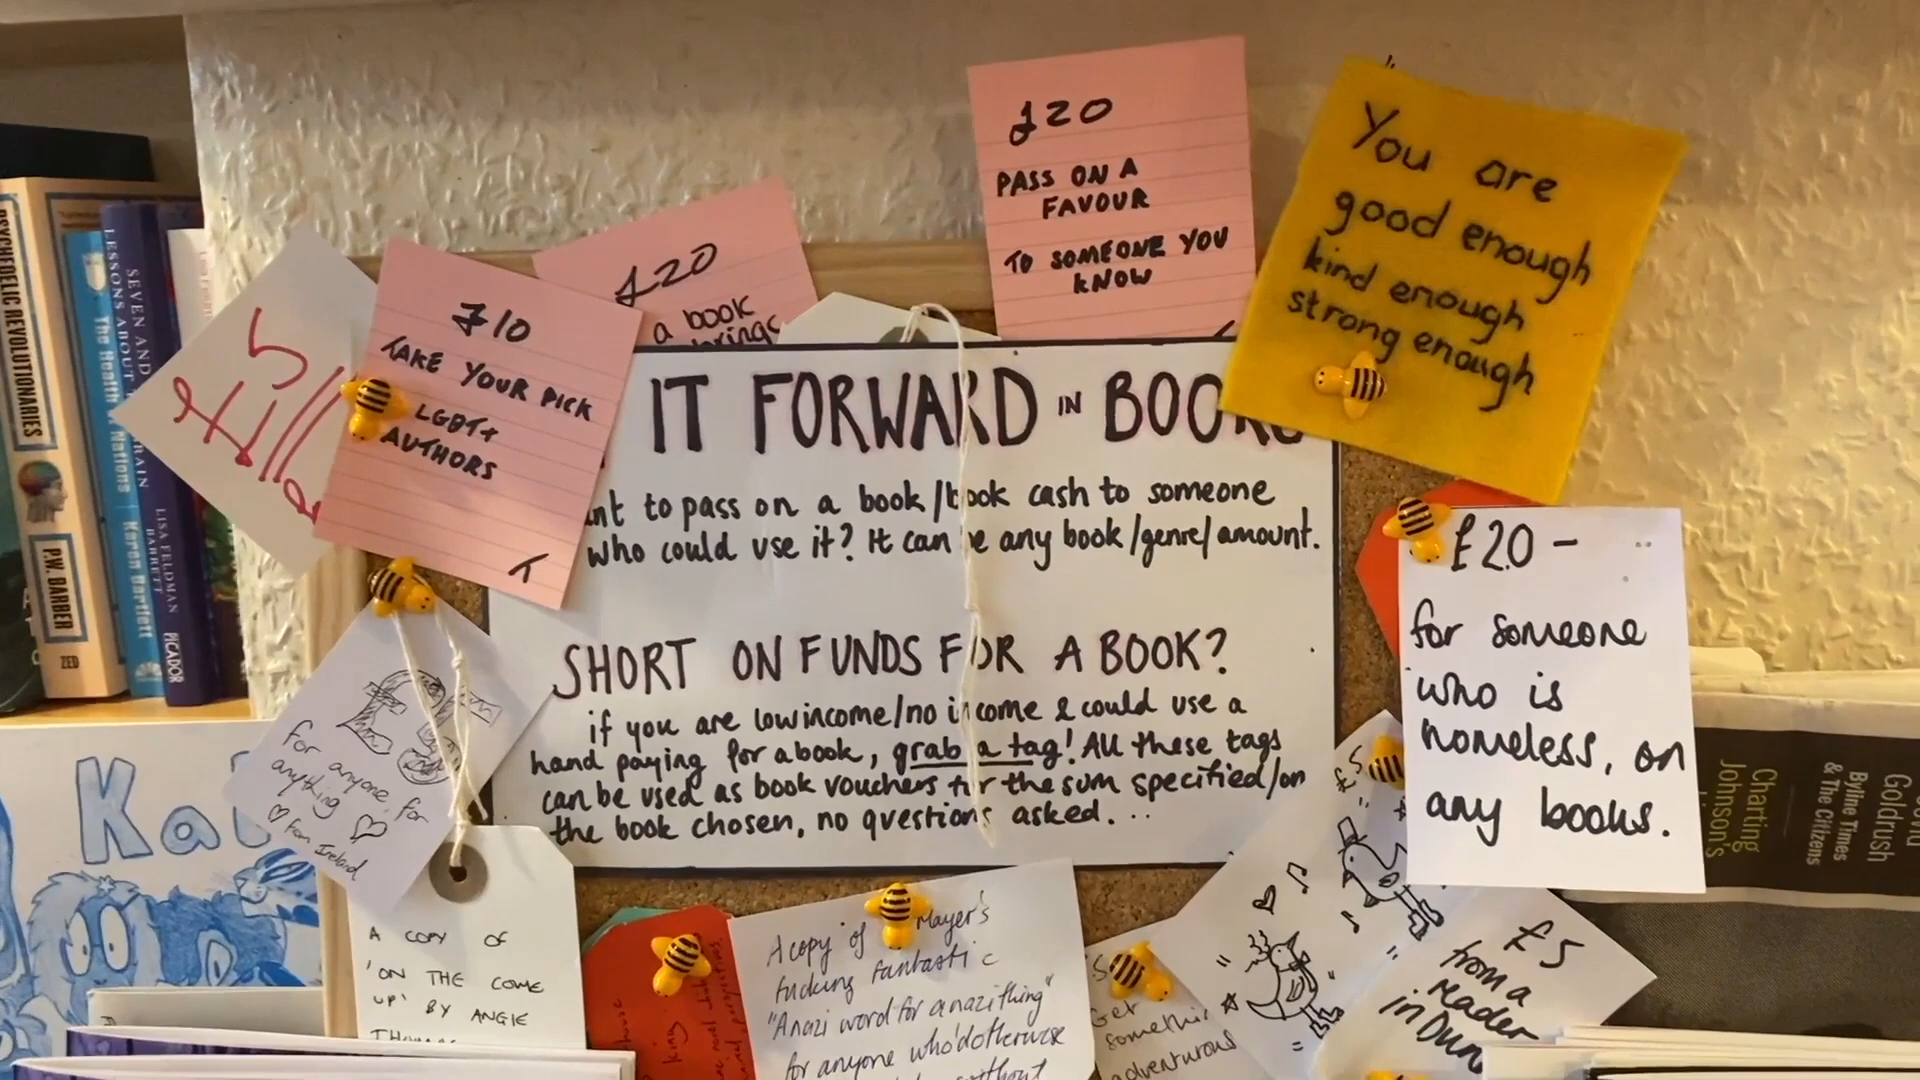 £20
PASS ON A
FAVOUR
TO SOMEONE YOU
KNOW
You are
good enough
kind enough
strong enough
£20
a book
£10
TAKE YOUR PICK
LGBT+
AUTHORS
IT FORWARD IN
to pass on a book/book cash to someone
who could use it? It can be any book/genre/amount.
SHORT ON FUNDS FOR A BOOK?
if you are low income/no income & could use a
hand paying for a book, grab a tag! All these tags
can be used as book vouchers for the sum specified/on
the book chosen, no questions asked...
£20 -
for someone
who is
homeless, on
any books.
£5
for anyone, for
anything
from Ireland
A COPY OF
'ON THE COME
UP' BY ANGIE
A copy of Mayer's
fucking fantastic
"A nazi word for a nazi thing"
for anyone who'd otherwise
without
Get
adventurous
£5
£5
from a
reader
in
king
PSYCHEDELIC REVOLUTIONARIES
P.W. BARBER
ZED
The Health of Nations
Karen Bartlett
SEVEN AND
LESSONS ABOUT
LISA FELDMAN
BARRETT
PICADOR
Charting
Johnson's
Byline Times
& The Citizens
Goldrush